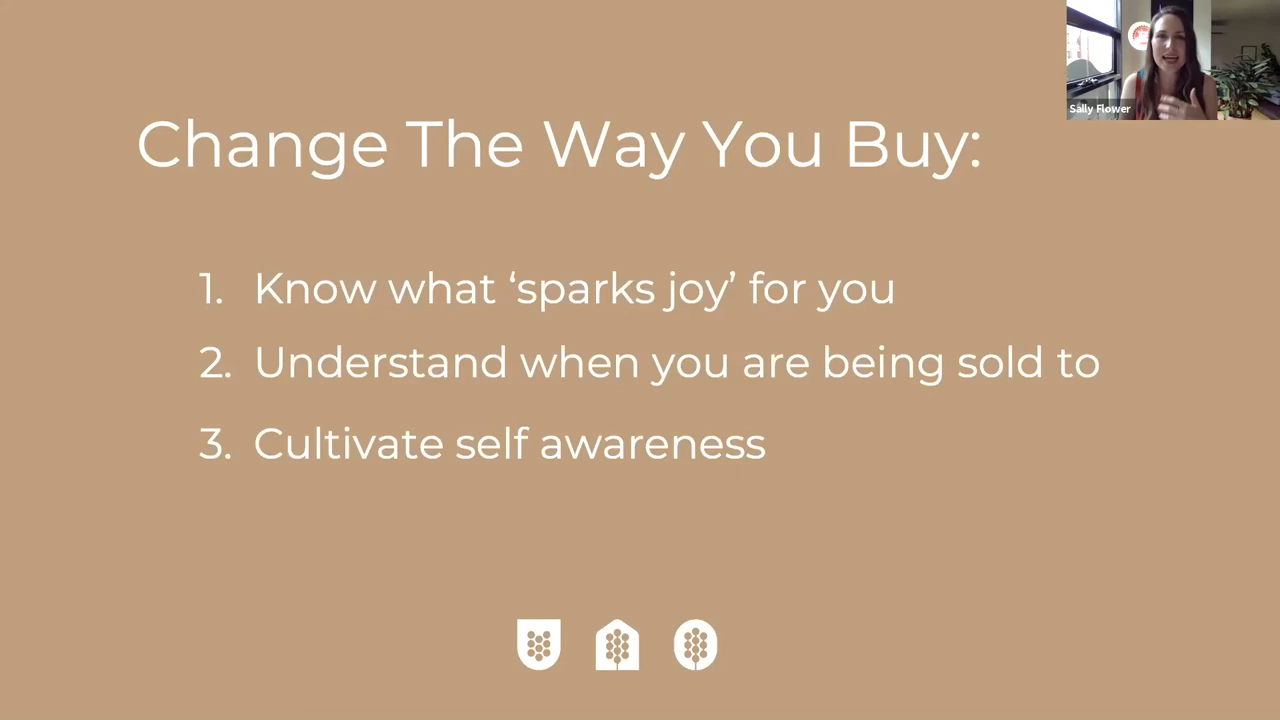 Sally Flower
Change The Way You Buy:
1. Know what ‘sparks joy’ for you
2. Understand when you are being sold to
3. Cultivate self awareness